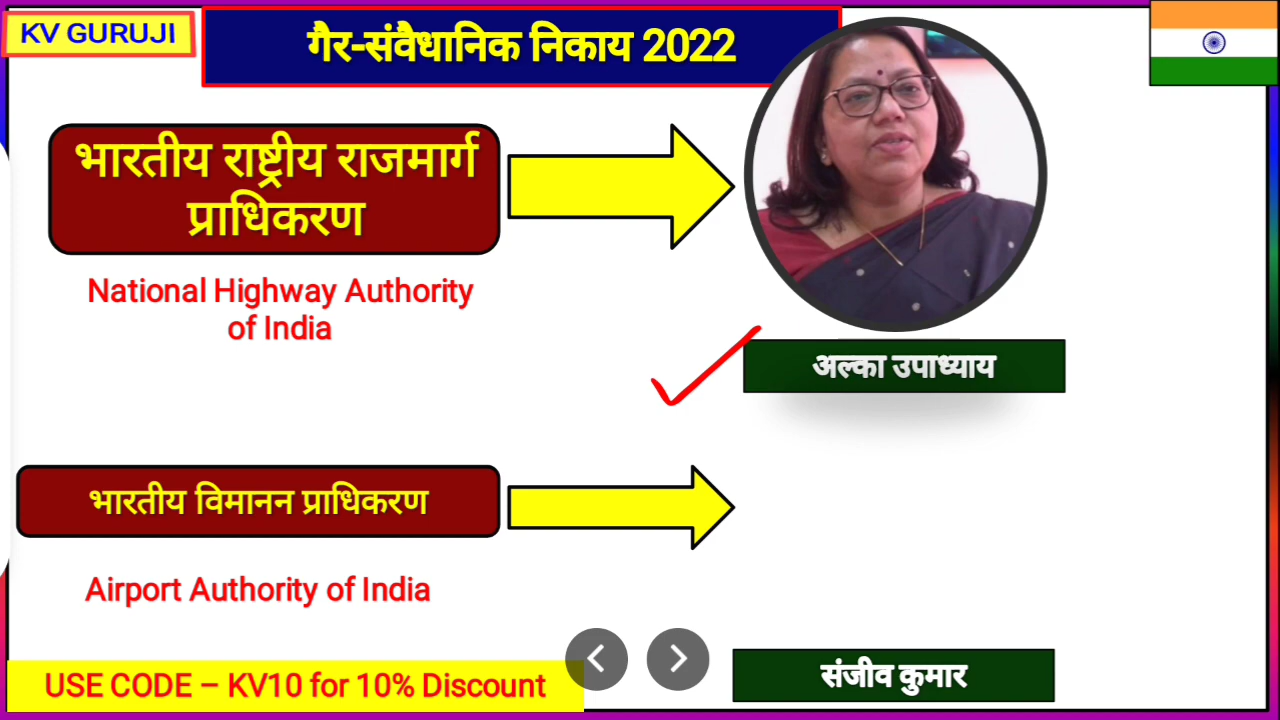 KV GURUJI
गैर-संवैधानिक निकाय 2022
भारतीय राष्ट्रीय राजमार्ग
प्राधिकरण
National Highway Authority
of India
अल्का उपाध्याय
भारतीय विमानन प्राधिकरण
Airport Authority of India
संजीव कुमार
USE CODE – KV10 for 10% Discount